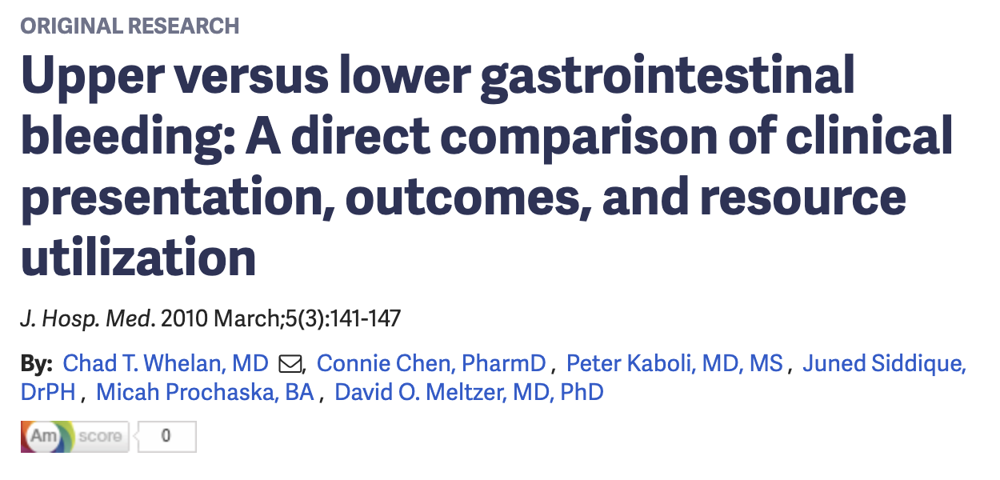 ORIGINAL RESEARCH
Upper versus lower gastrointestinal
bleeding: A direct comparison of clinical
presentation, outcomes, and resource
utilization
J. Hosp. Med. 2010 March;5(3):141-147
By: Chad T. Whelan, MD , Connie Chen, PharmD , Peter Kaboli, MD, MS , Juned Siddique,
DrPH , Micah Prochaska, BA , David O. Meltzer, MD, PhD
Am score 0